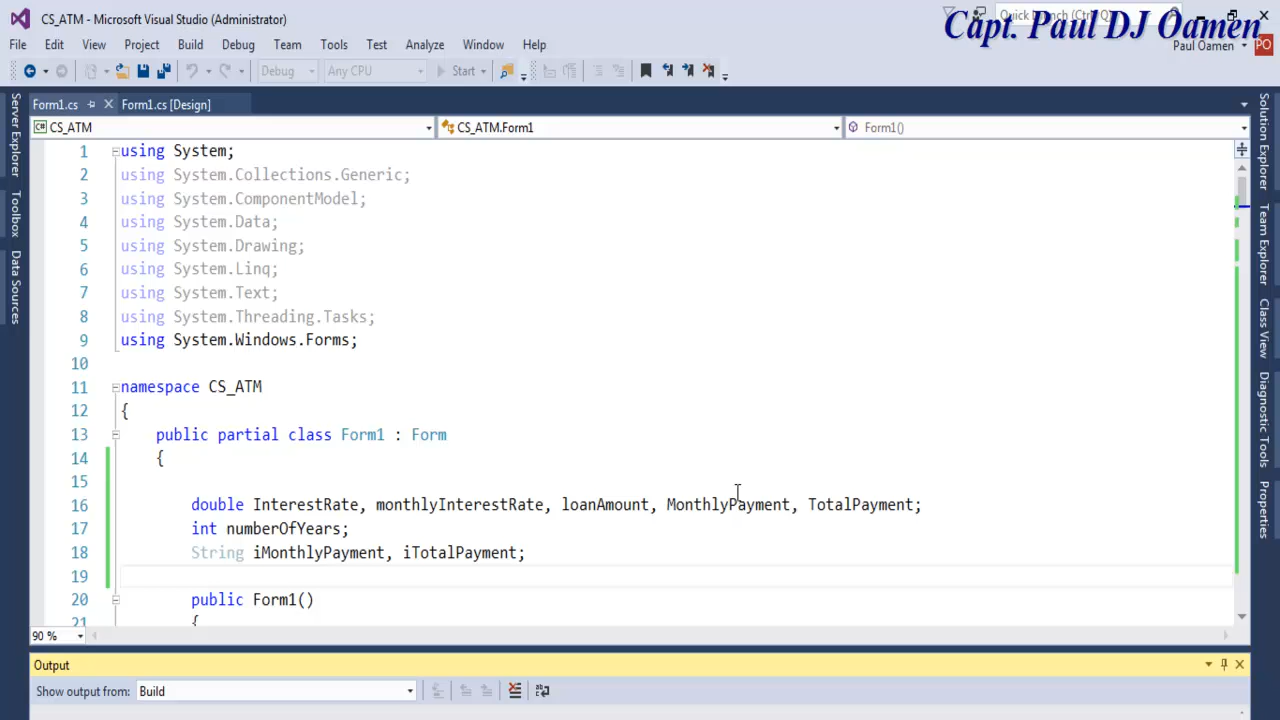 CS_ATM - Microsoft Visual Studio (Administrator)
Quick Launch (Ctrl+Q)
Capt. Paul DJ Oamen
File Edit View Project Build Debug Team Tools Test Analyze Window Help
Paul Oamen PO
Debug Any CPU Start
Form1.cs Form1.cs [Design]
CS_ATM CS_ATM.Form1 Form1()
1 using System;
2 using System.Collections.Generic;
3 using System.ComponentModel;
4 using System.Data;
5 using System.Drawing;
6 using System.Linq;
7 using System.Text;
8 using System.Threading.Tasks;
9 using System.Windows.Forms;
10
11 namespace CS_ATM
12 {
13 public partial class Form1 : Form
14 {
15
16 double InterestRate, monthlyInterestRate, loanAmount, MonthlyPayment, TotalPayment;
17 int numberOfYears;
18 String iMonthlyPayment, iTotalPayment;
19
20 public Form1()
21 {
90 %
Output
Show output from: Build
Server Explorer
Toolbox
Data Sources
Solution Explorer
Team Explorer
Class View
Diagnostic Tools
Properties